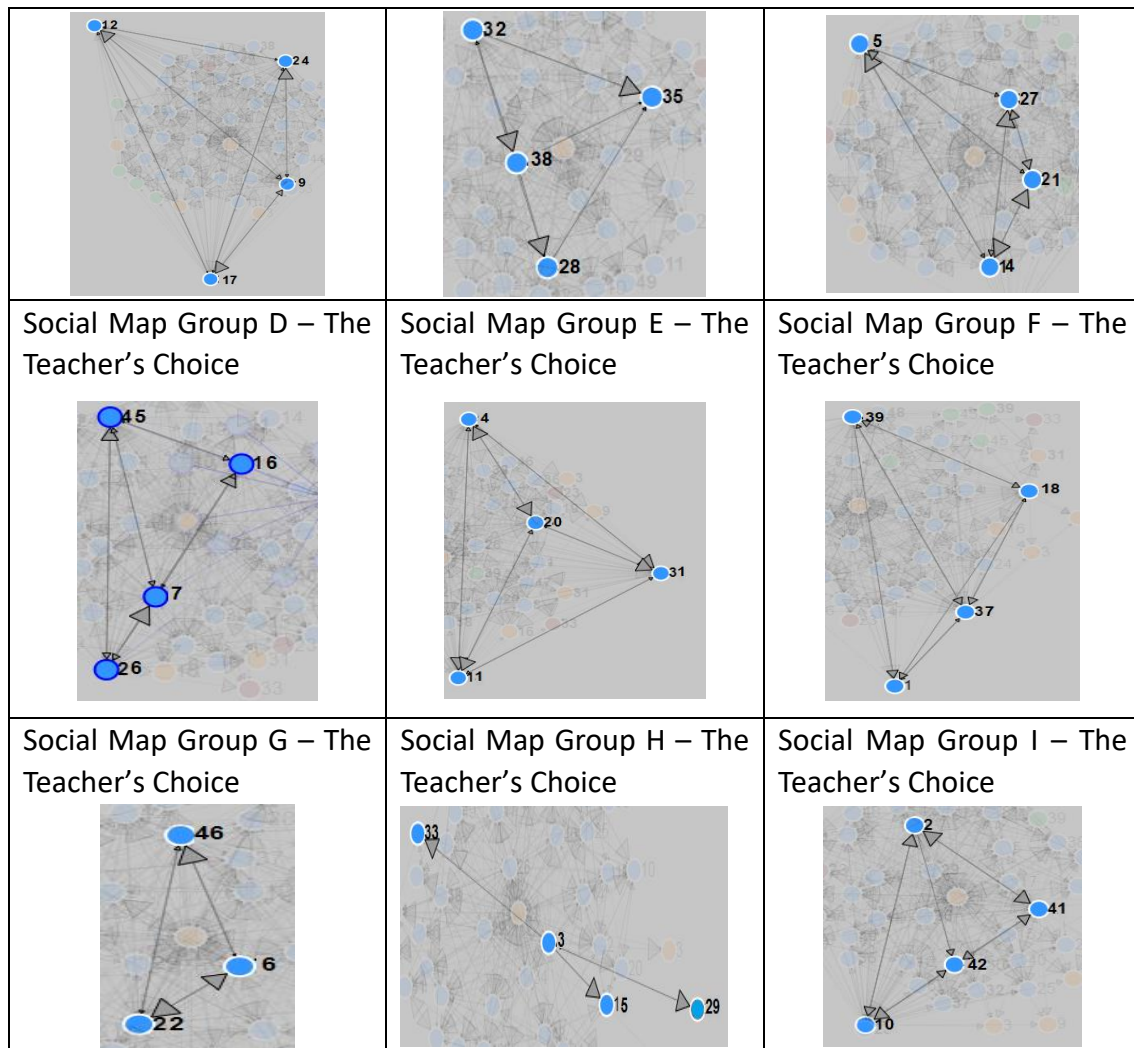 12
24
9
17
32
35
38
28
5
27
21
14
Social Map Group D – The
Teacher’s Choice
Social Map Group E – The
Teacher’s Choice
Social Map Group F – The
Teacher’s Choice
45
16
7
26
4
20
31
11
39
18
37
1
Social Map Group G – The
Teacher’s Choice
Social Map Group H – The
Teacher’s Choice
Social Map Group I – The
Teacher’s Choice
46
6
22
33
3
15
29
2
41
42
10